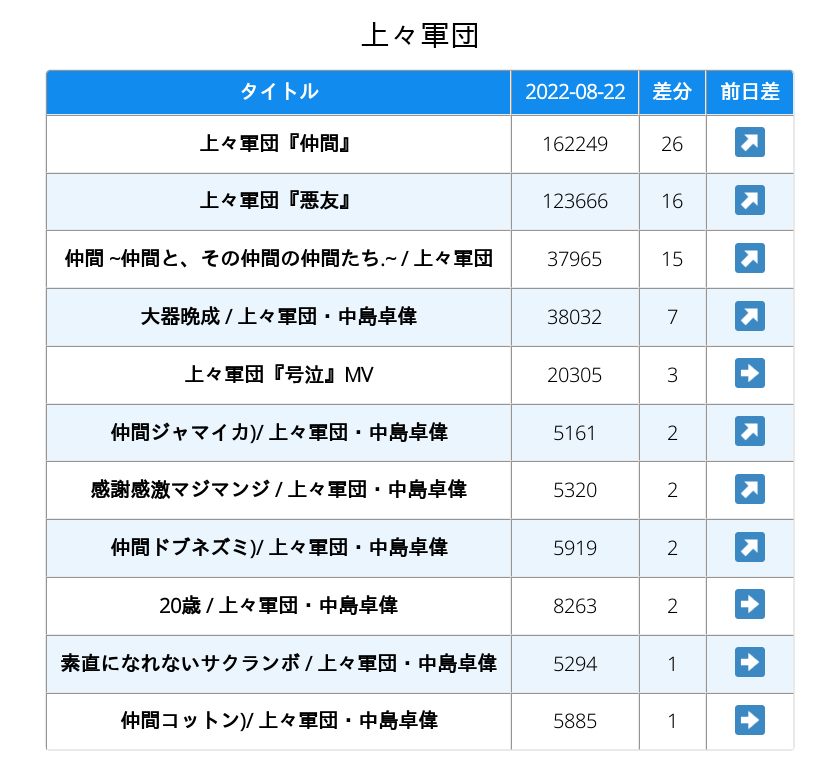 上々軍団
タイトル 2022-08-22 差分 前日差
上々軍団『仲間』 162249 26 ↗
上々軍団『悪友』 123666 16 ↗
仲間 ~仲間と、その仲間の仲間たち.~ / 上々軍団 37965 15 ↗
大器晩成 / 上々軍団・中島卓偉 38032 7 ↗
上々軍団『号泣』MV 20305 3 ➡
仲間ジャマイカ)/ 上々軍団・中島卓偉 5161 2 ↗
感謝感激マジマンジ / 上々軍団・中島卓偉 5320 2 ↗
仲間ドブネズミ)/ 上々軍団・中島卓偉 5919 2 ↗
20歳 / 上々軍団・中島卓偉 8263 2 ➡
素直になれないサクランボ / 上々軍団・中島卓偉 5294 1 ➡
仲間コットン)/ 上々軍団・中島卓偉 5885 1 ➡